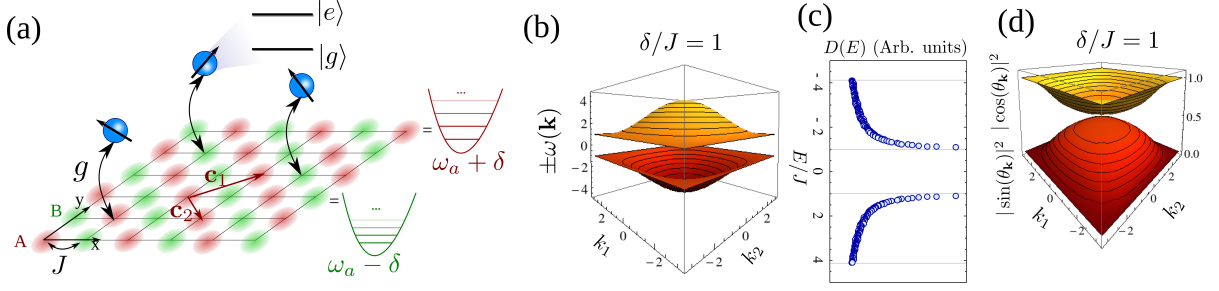 (a)
|e⟩
|g⟩
g
c₁
c₂
y
B
A
x
J
...
= ωₐ + δ
...
= ωₐ − δ
(b)
δ/J = 1
±ω(k)
4
2
0
−2
−4
k₁
2
0
−2
k₂
2
0
−2
(c)
D(E) (Arb. units)
- 4
- 2
0
2
4
E/J
(d)
δ/J = 1
|sin(θₖ)|² |cos(θₖ)|²
1.0
0.5
0.0
k₁
2
0
−2
k₂
2
0
−2